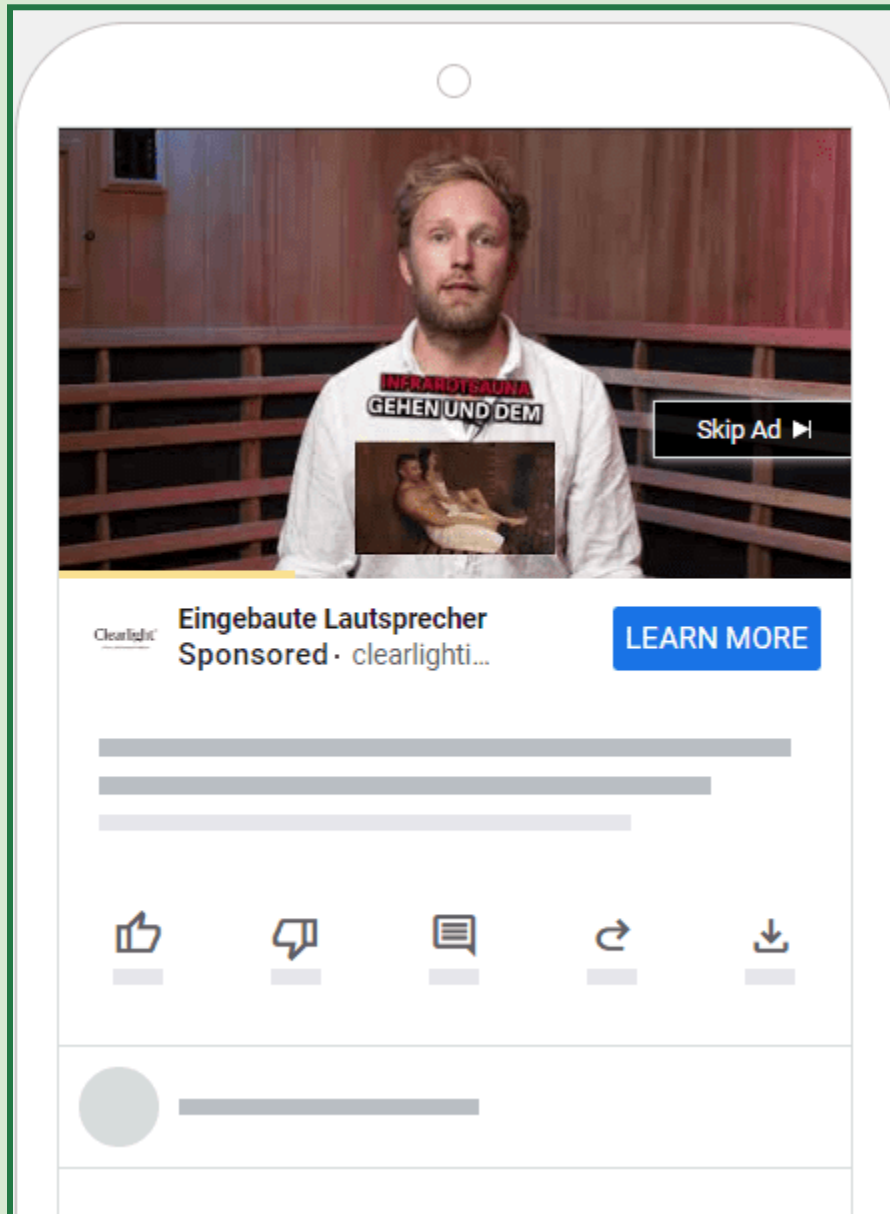 INFRAROTSAUNA
GEHEN UND DEM
Skip Ad
Clearlight
Eingebaute Lautsprecher
Sponsored · clearlighti...
LEARN MORE